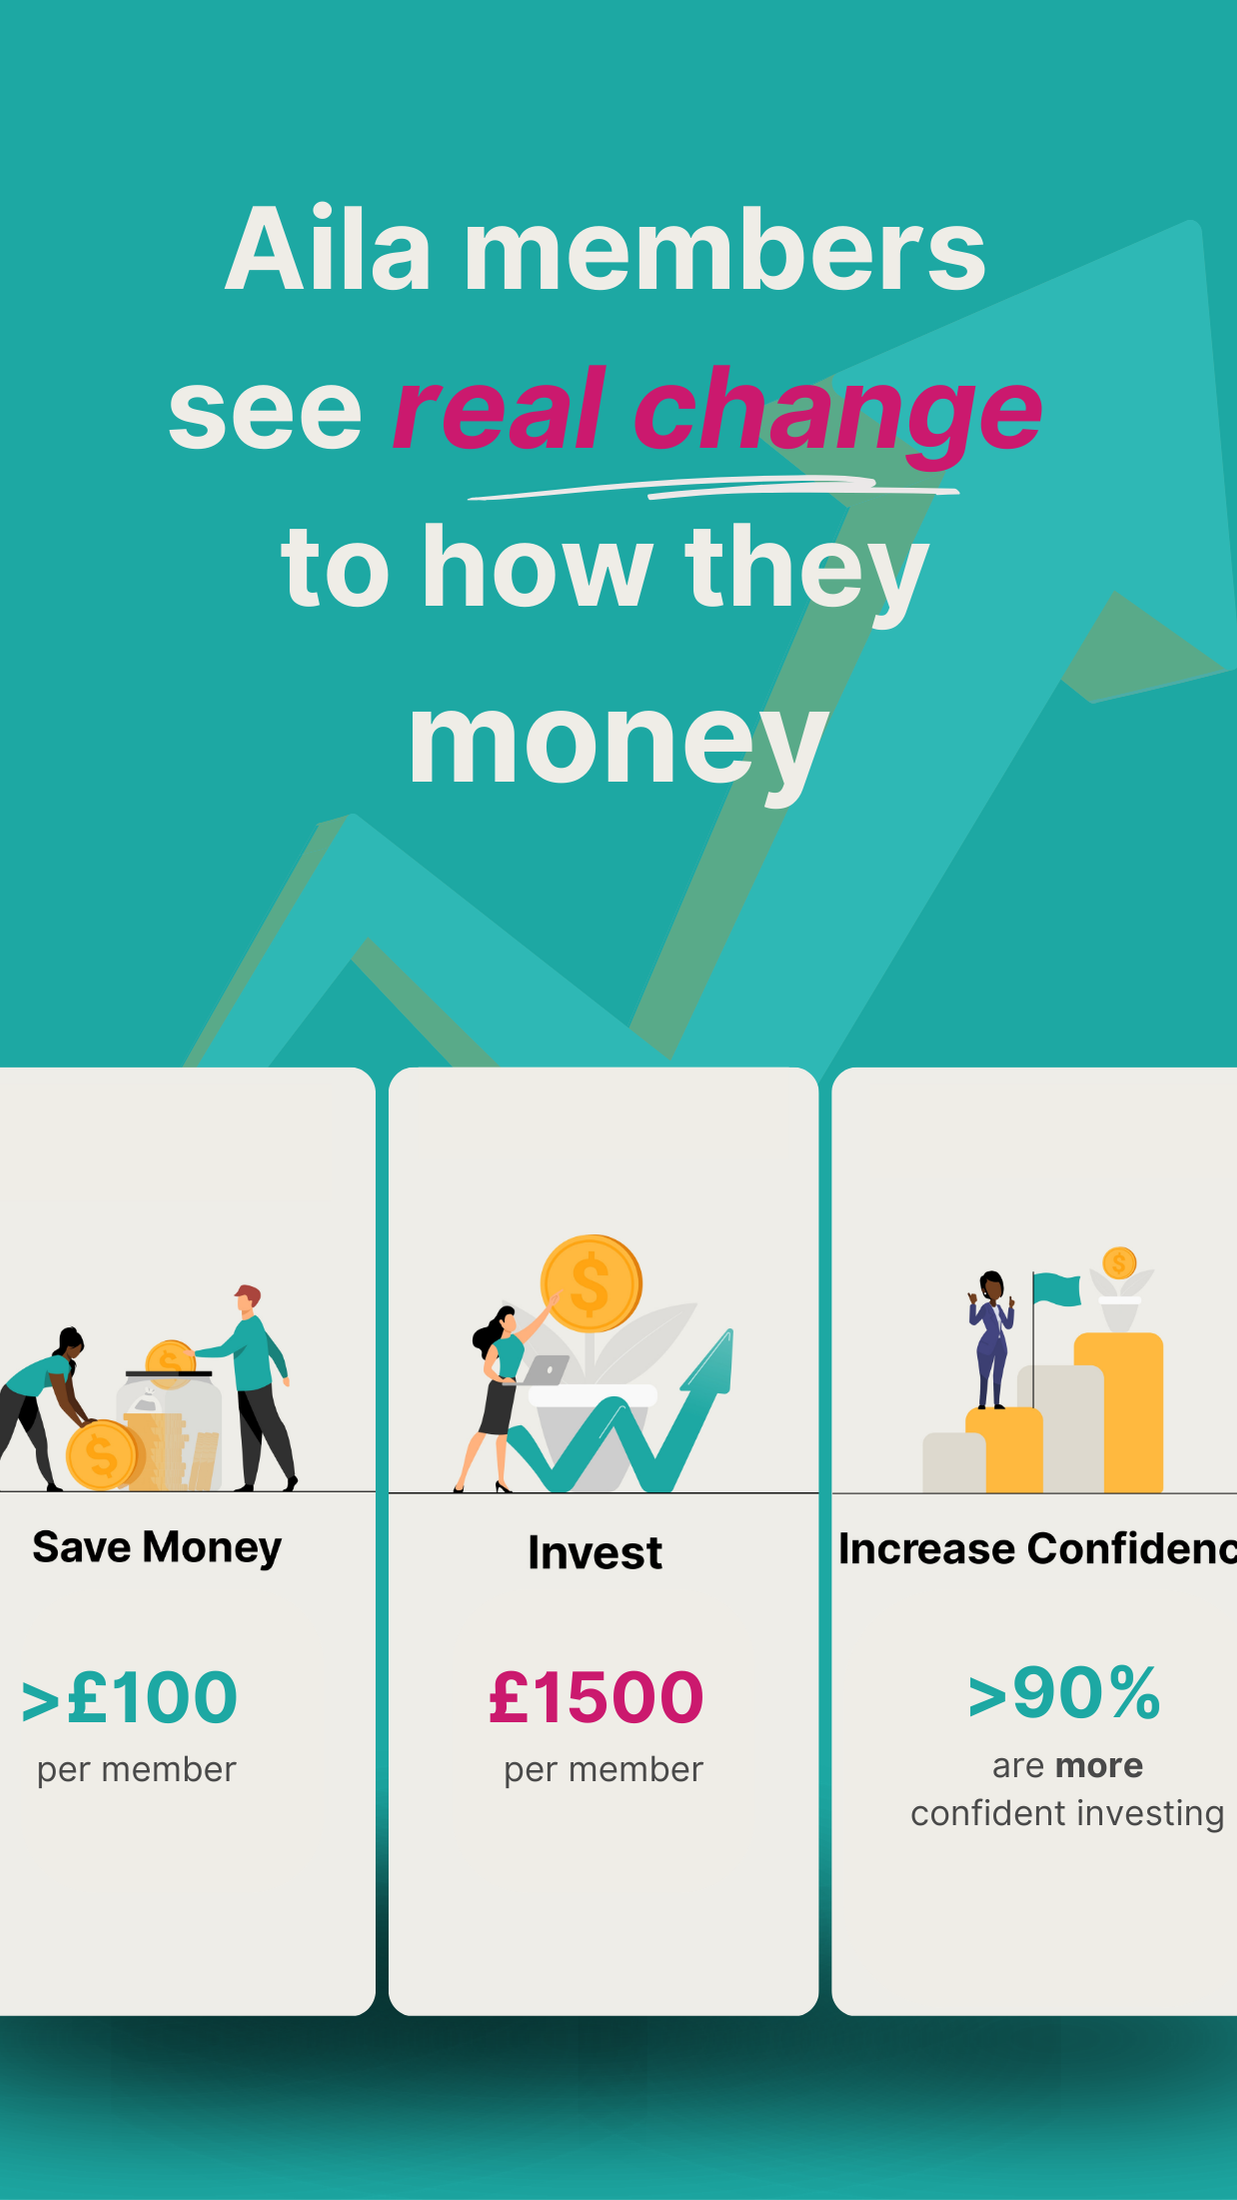 Aila members
see real change
to how they
money
Save Money
>£100
per member
Invest
£1500
per member
Increase Confidenc
>90%
are more
confident investing